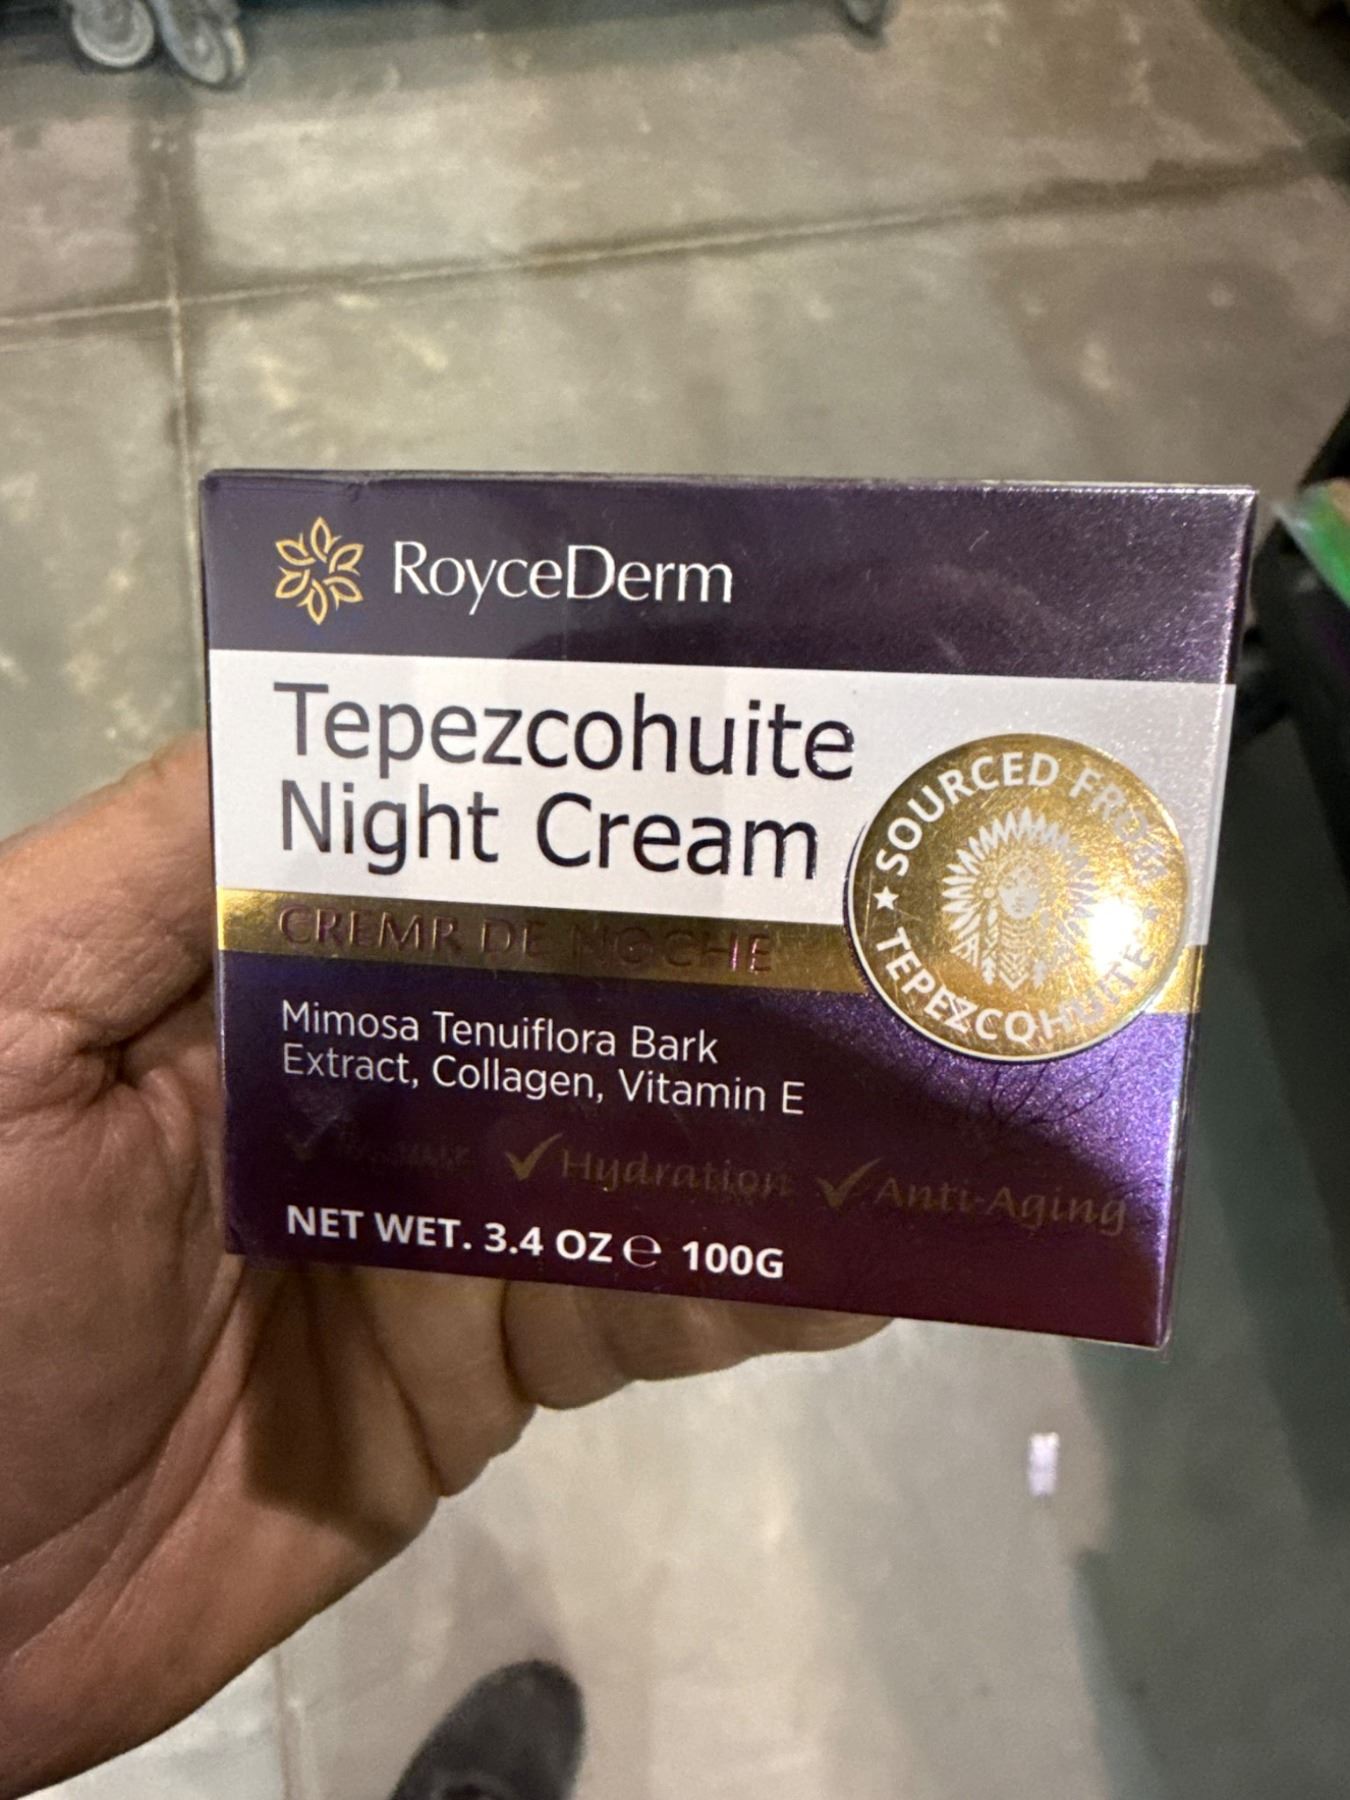 RoyceDerm
Tepezcohuite
Night Cream
CREMR DE NOCHE
SOURCED FROM
TEPEZCOHUITE
Mimosa Tenuiflora Bark
Extract, Collagen, Vitamin E
Hydration Anti-Aging
NET WET. 3.4 OZ e 100G